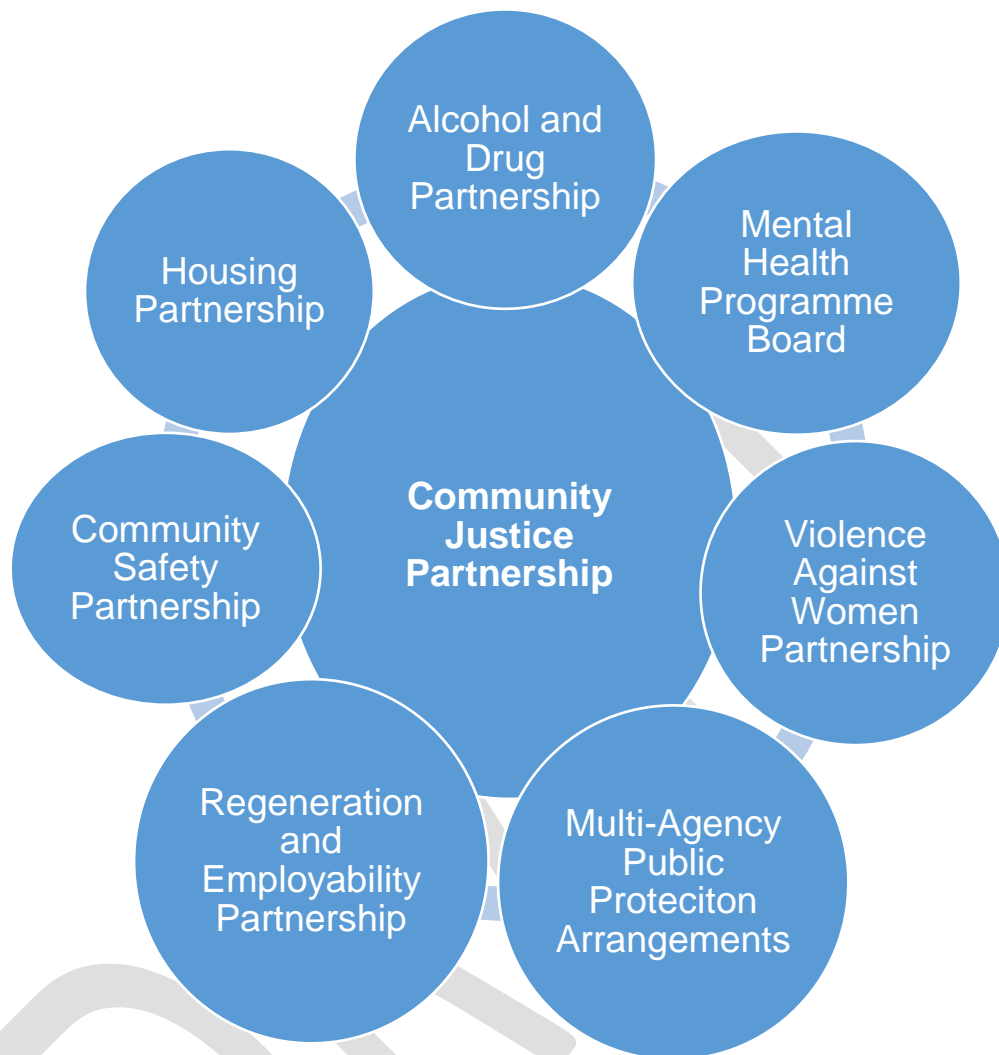 Alcohol and
Drug
Partnership
Mental
Health
Programme
Board
Housing
Partnership
Community
Justice
Partnership
Community
Safety
Partnership
Violence
Against
Women
Partnership
Regeneration
and
Employability
Partnership
Multi-Agency
Public
Proteciton
Arrangements